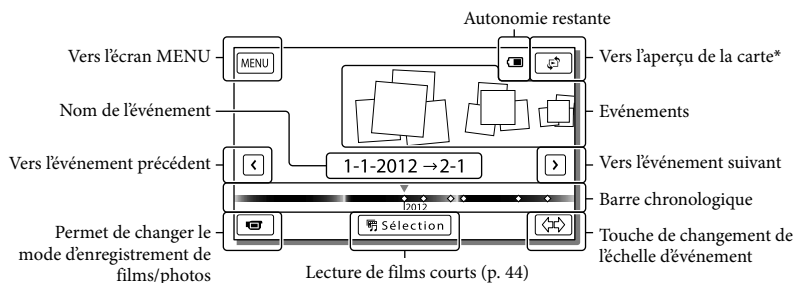 Autonomie restante
Vers l'écran MENU
MENU
Vers l'aperçu de la carte*
Nom de l'événement
Evénements
Vers l'événement précédent
1-1-2012 →2-1
Vers l'événement suivant
Barre chronologique
2012
Permet de changer le
mode d'enregistrement de
films/photos
Sélection
Lecture de films courts (p. 44)
Touche de changement de
l'échelle d'événement